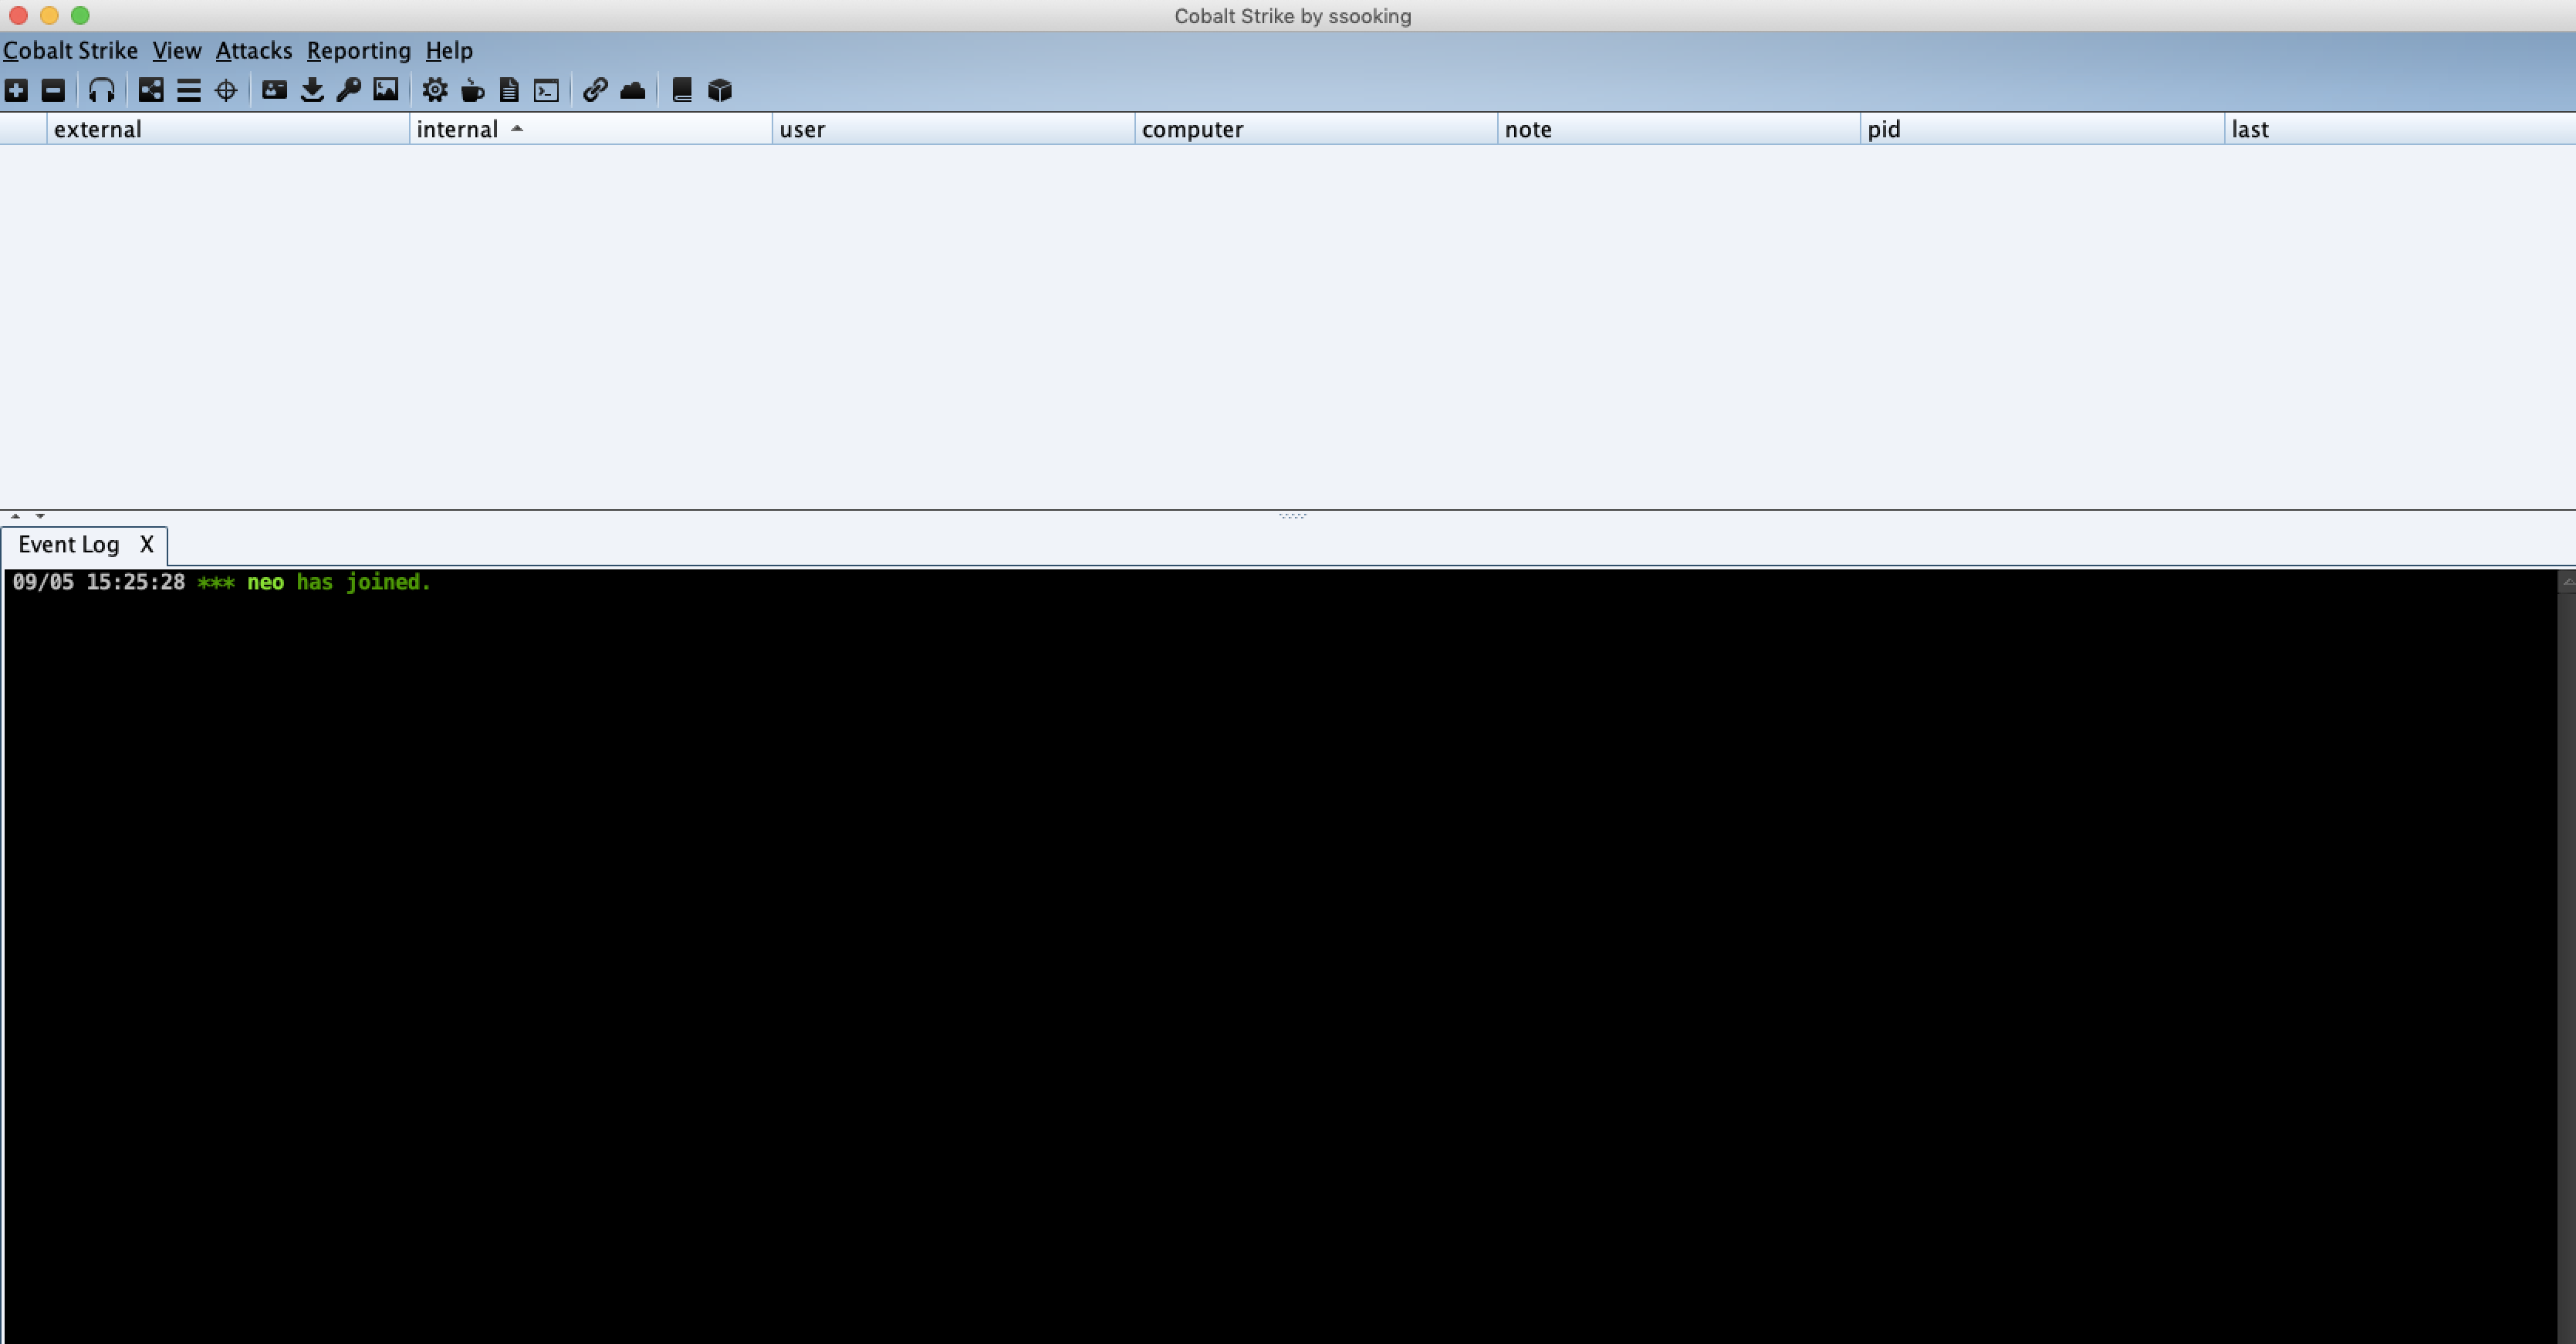 Cobalt Strike by ssooking
Cobalt Strike View Attacks Reporting Help
external internal user computer note pid last
Event Log X
09/05 15:25:28 *** neo has joined.